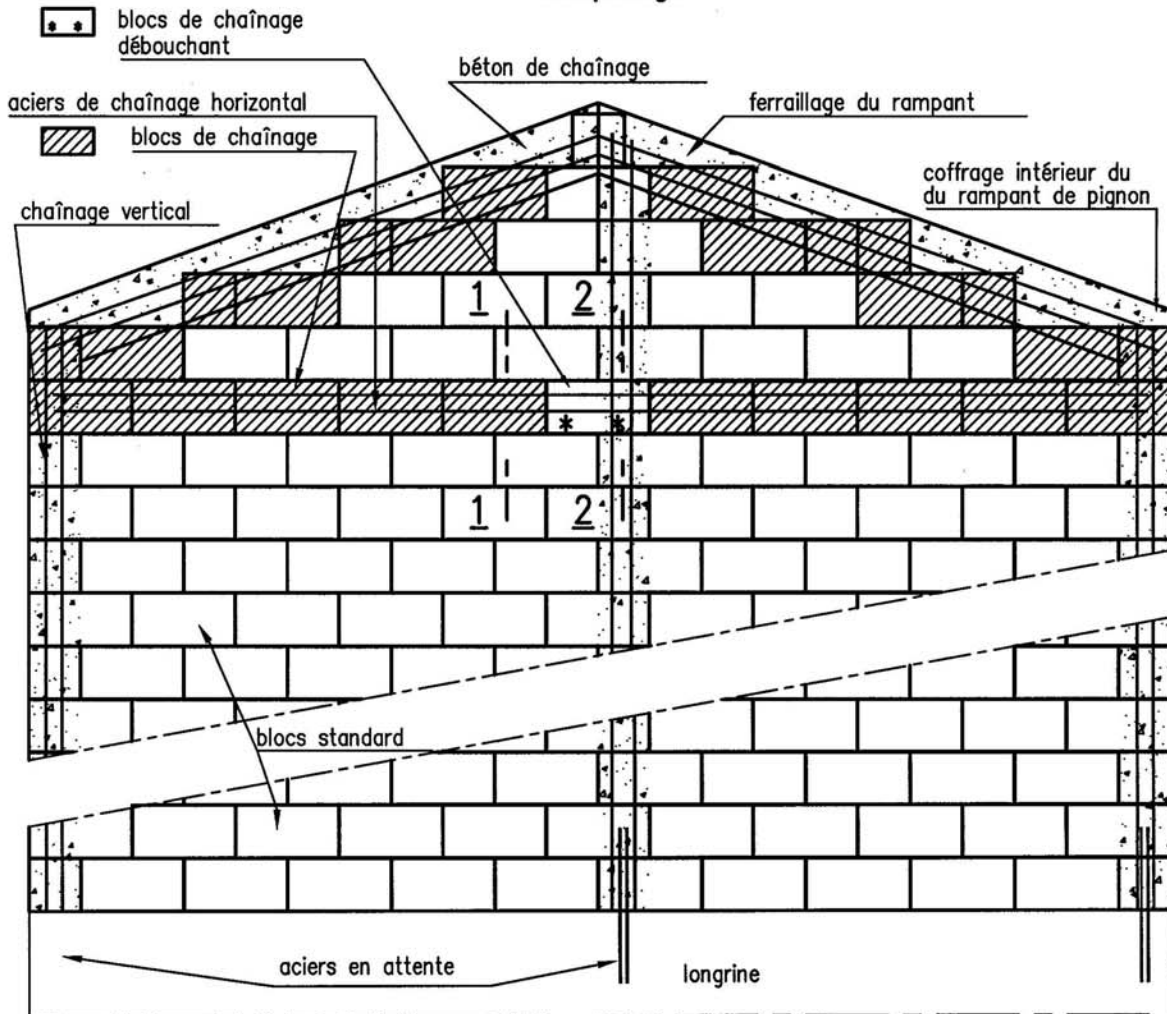 * * blocs de chaînage
débouchant
béton de chaînage
aciers de chaînage horizontal
ferraillage du rampant
blocs de chaînage
coffrage intérieur du
du rampant de pignon
chaînage vertical
1 2
* *
1 2
blocs standard
aciers en attente
longrine